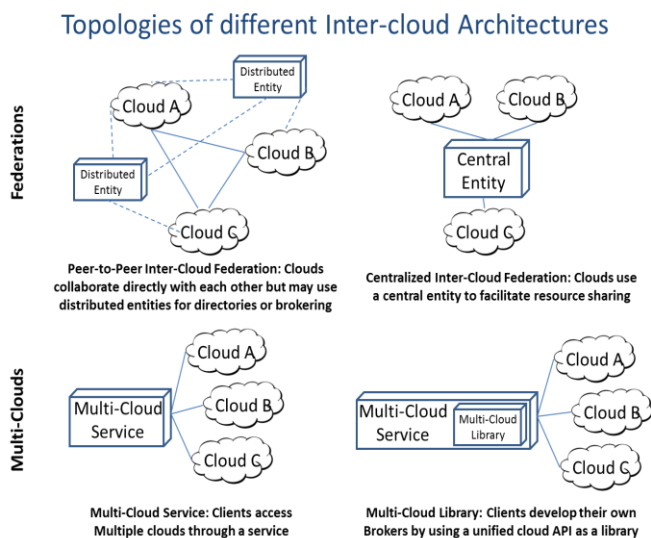 Topologies of different Inter-cloud Architectures
Federations
Distributed
Entity
Cloud A
Cloud B
Distributed
Entity
Cloud C
Peer-to-Peer Inter-Cloud Federation: Clouds
collaborate directly with each other but may use
distributed entities for directories or brokering
Cloud A
Cloud B
Central
Entity
Cloud C
Centralized Inter-Cloud Federation: Clouds use
a central entity to facilitate resource sharing
Multi-Clouds
Cloud A
Multi-Cloud
Service
Cloud B
Cloud C
Multi-Cloud Service: Clients access
Multiple clouds through a service
Cloud A
Multi-Cloud
Service
Multi-Cloud
Library
Cloud B
Cloud C
Multi-Cloud Library: Clients develop their own
Brokers by using a unified cloud API as a library